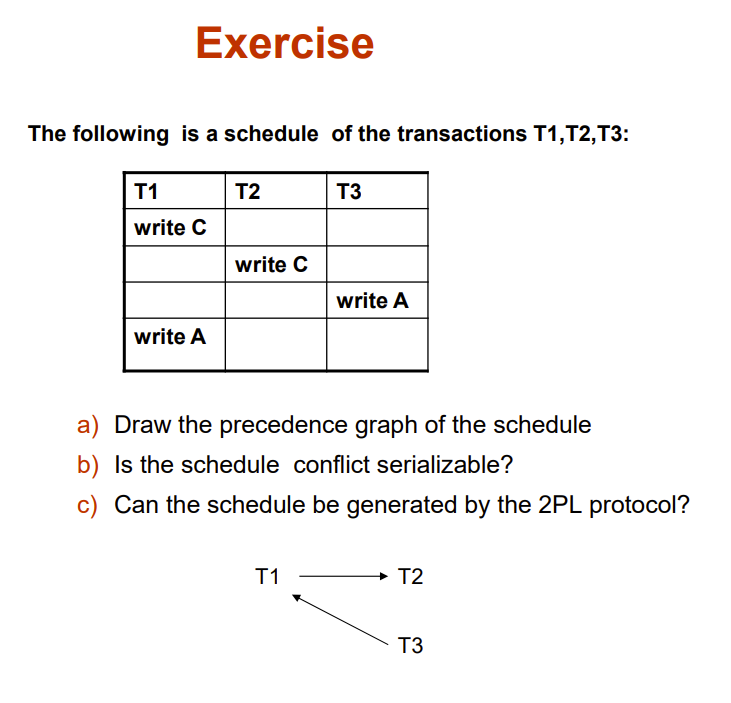 Exercise
The following is a schedule of the transactions T1,T2,T3:
T1 T2 T3
write C
write C
write A
write A
a) Draw the precedence graph of the schedule
b) Is the schedule conflict serializable?
c) Can the schedule be generated by the 2PL protocol?
T1 T2
T3